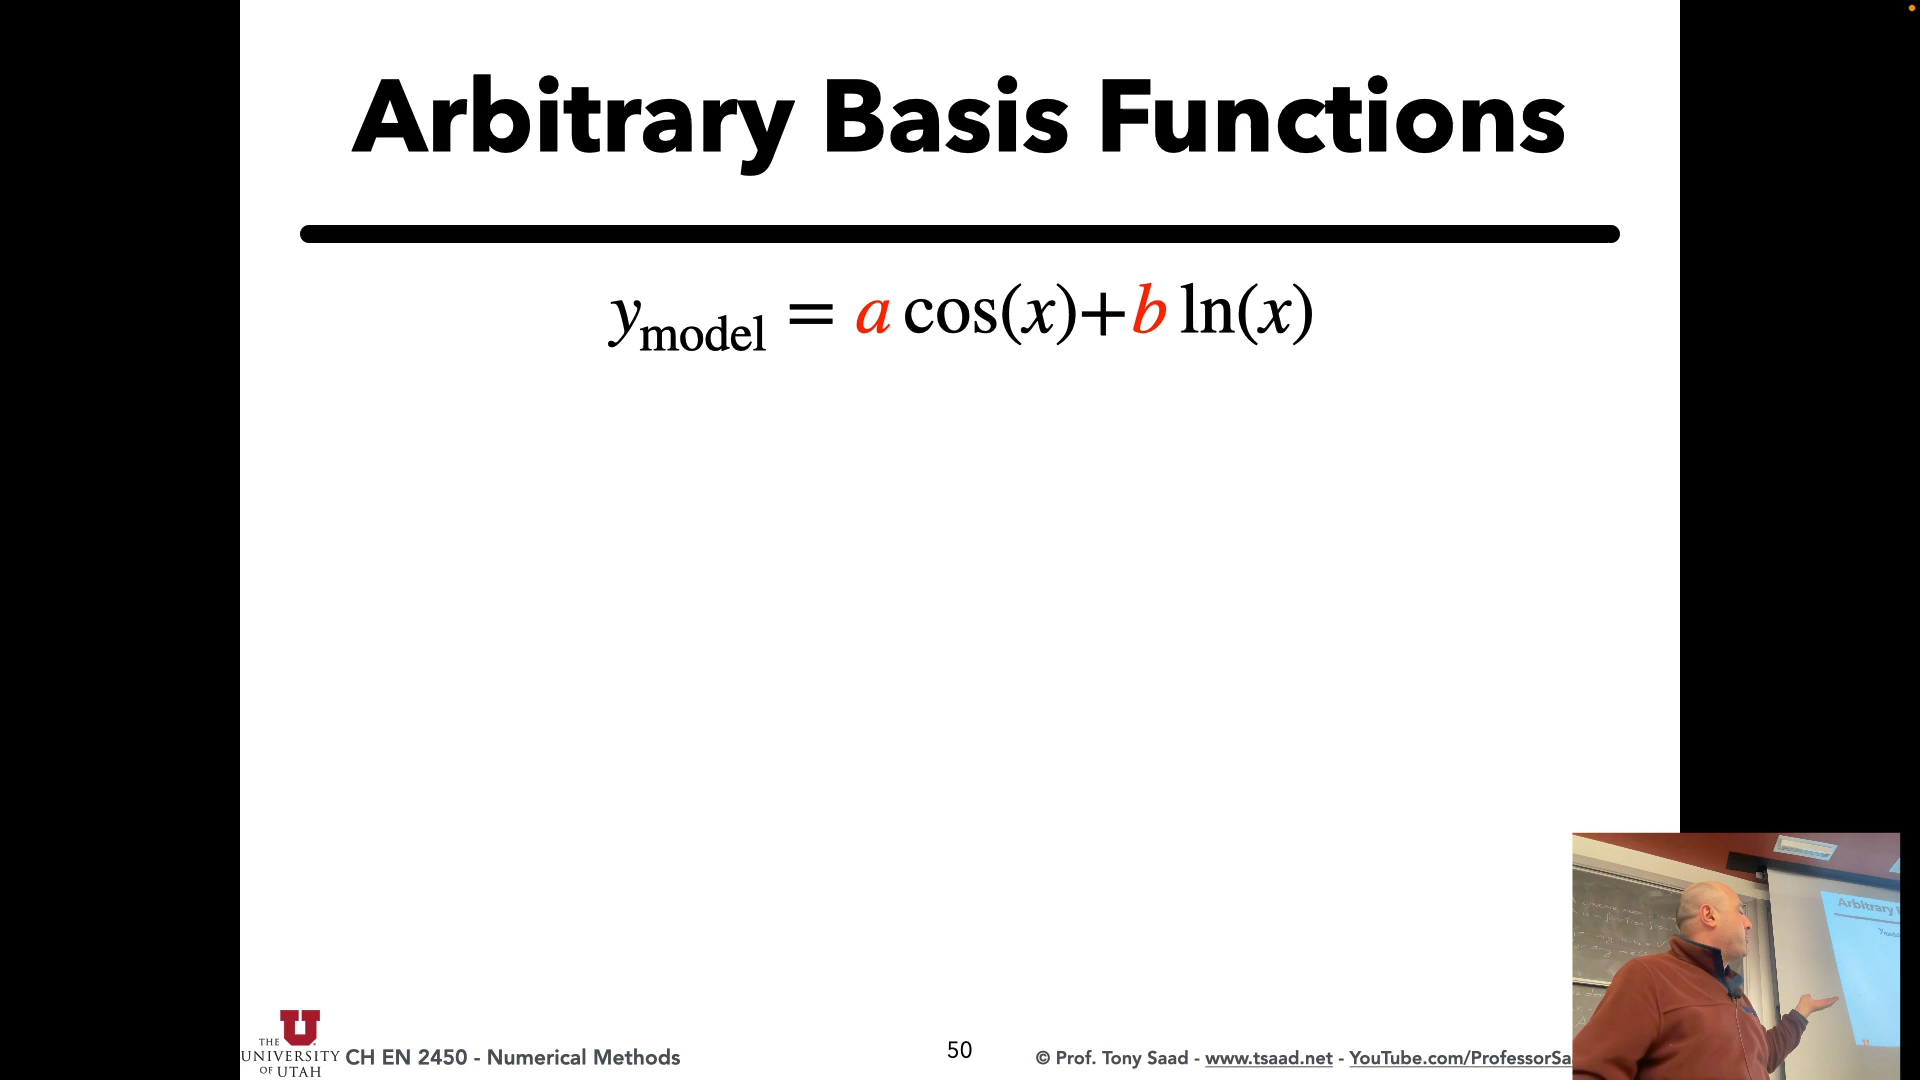 Arbitrary Basis Functions
y_model = a cos(x)+b ln(x)
THE
UNIVERSITY
OF UTAH
U
CH EN 2450 - Numerical Methods
50
© Prof. Tony Saad - www.tsaad.net - YouTube.com/ProfessorSa
Arbitrary